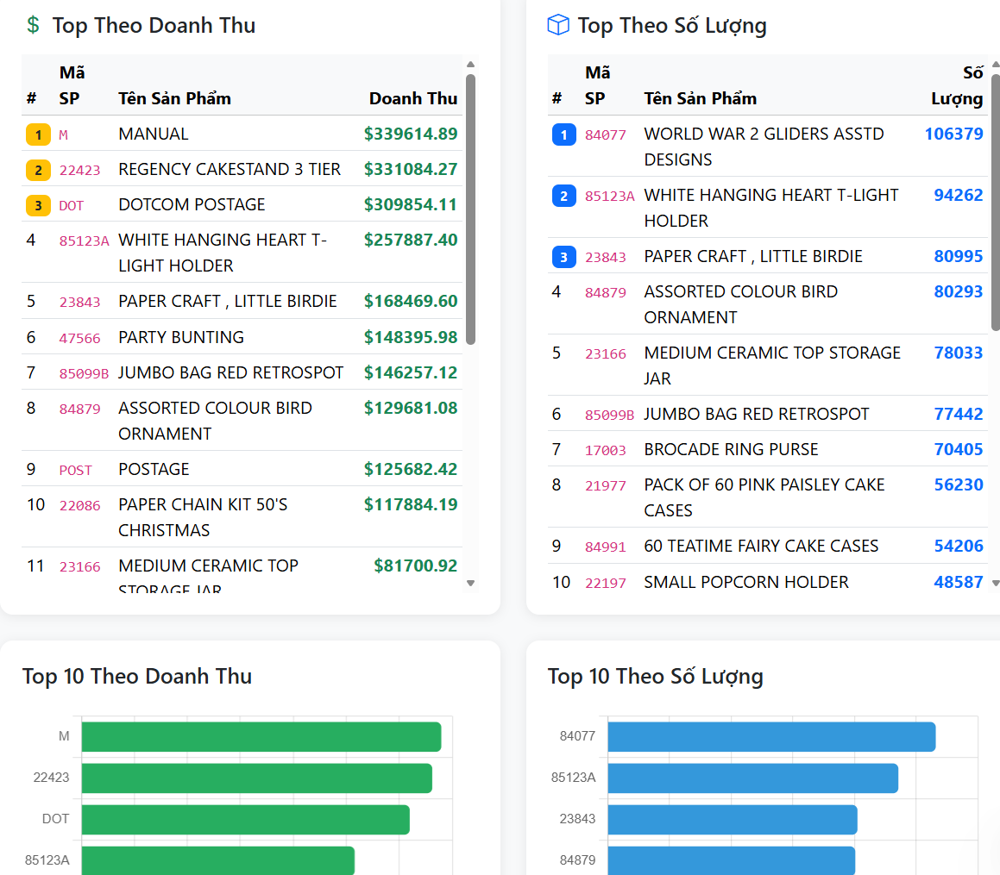 $ Top Theo Doanh Thu
Mã
# SP Tên Sản Phẩm Doanh Thu
1 M MANUAL $339614.89
2 22423 REGENCY CAKESTAND 3 TIER $331084.27
3 DOT DOTCOM POSTAGE $309854.11
4 85123A WHITE HANGING HEART T- $257887.40
LIGHT HOLDER
5 23843 PAPER CRAFT , LITTLE BIRDIE $168469.60
6 47566 PARTY BUNTING $148395.98
7 85099B JUMBO BAG RED RETROSPOT $146257.12
8 84879 ASSORTED COLOUR BIRD $129681.08
ORNAMENT
9 POST POSTAGE $125682.42
10 22086 PAPER CHAIN KIT 50'S $117884.19
CHRISTMAS
11 23166 MEDIUM CERAMIC TOP $81700.92
STORAGE JAR
Top Theo Số Lượng
Mã Số
# SP Tên Sản Phẩm Lượng
1 84077 WORLD WAR 2 GLIDERS ASSTD 106379
DESIGNS
2 85123A WHITE HANGING HEART T-LIGHT 94262
HOLDER
3 23843 PAPER CRAFT , LITTLE BIRDIE 80995
4 84879 ASSORTED COLOUR BIRD 80293
ORNAMENT
5 23166 MEDIUM CERAMIC TOP STORAGE 78033
JAR
6 85099B JUMBO BAG RED RETROSPOT 77442
7 17003 BROCADE RING PURSE 70405
8 21977 PACK OF 60 PINK PAISLEY CAKE 56230
CASES
9 84991 60 TEATIME FAIRY CAKE CASES 54206
10 22197 SMALL POPCORN HOLDER 48587
Top 10 Theo Doanh Thu
M
22423
DOT
85123A
Top 10 Theo Số Lượng
84077
85123A
23843
84879